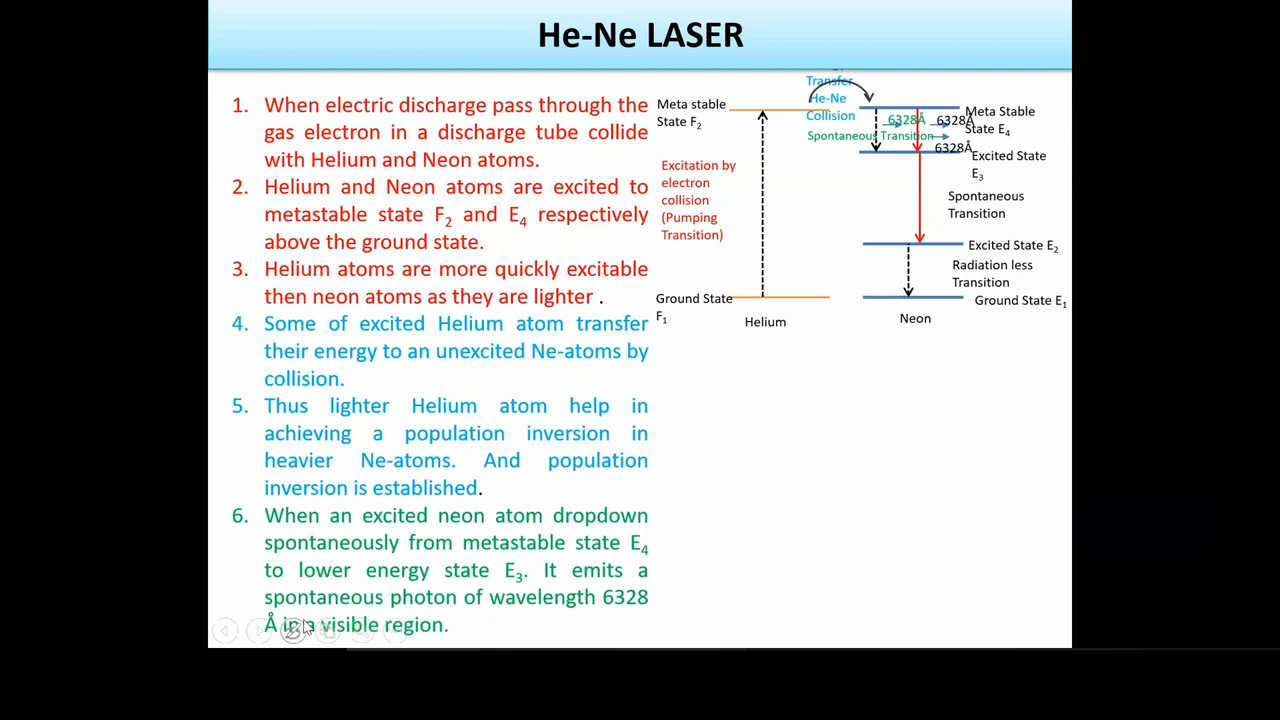 He-Ne LASER
1. When electric discharge pass through the
gas electron in a discharge tube collide
with Helium and Neon atoms.
2. Helium and Neon atoms are excited to
metastable state F₂ and E₄ respectively
above the ground state.
3. Helium atoms are more quickly excitable
then neon atoms as they are lighter .
4. Some of excited Helium atom transfer
their energy to an unexcited Ne-atoms by
collision.
5. Thus lighter Helium atom help in
achieving a population inversion in
heavier Ne-atoms. And population
inversion is established.
6. When an excited neon atom dropdown
spontaneously from metastable state E₄
to lower energy state E₃. It emits a
spontaneous photon of wavelength 6328
Å in a visible region.
Transfer
He-Ne
Collision
Meta stable
State F₂
6328Å
6328Å
Spontaneous Transition
6328Å
Meta Stable
State E₄
Excited State
E₃
Excitation by
electron
collision
(Pumping
Transition)
Spontaneous
Transition
Excited State E₂
Radiation less
Transition
Ground State
F₁
Ground State E₁
Helium
Neon